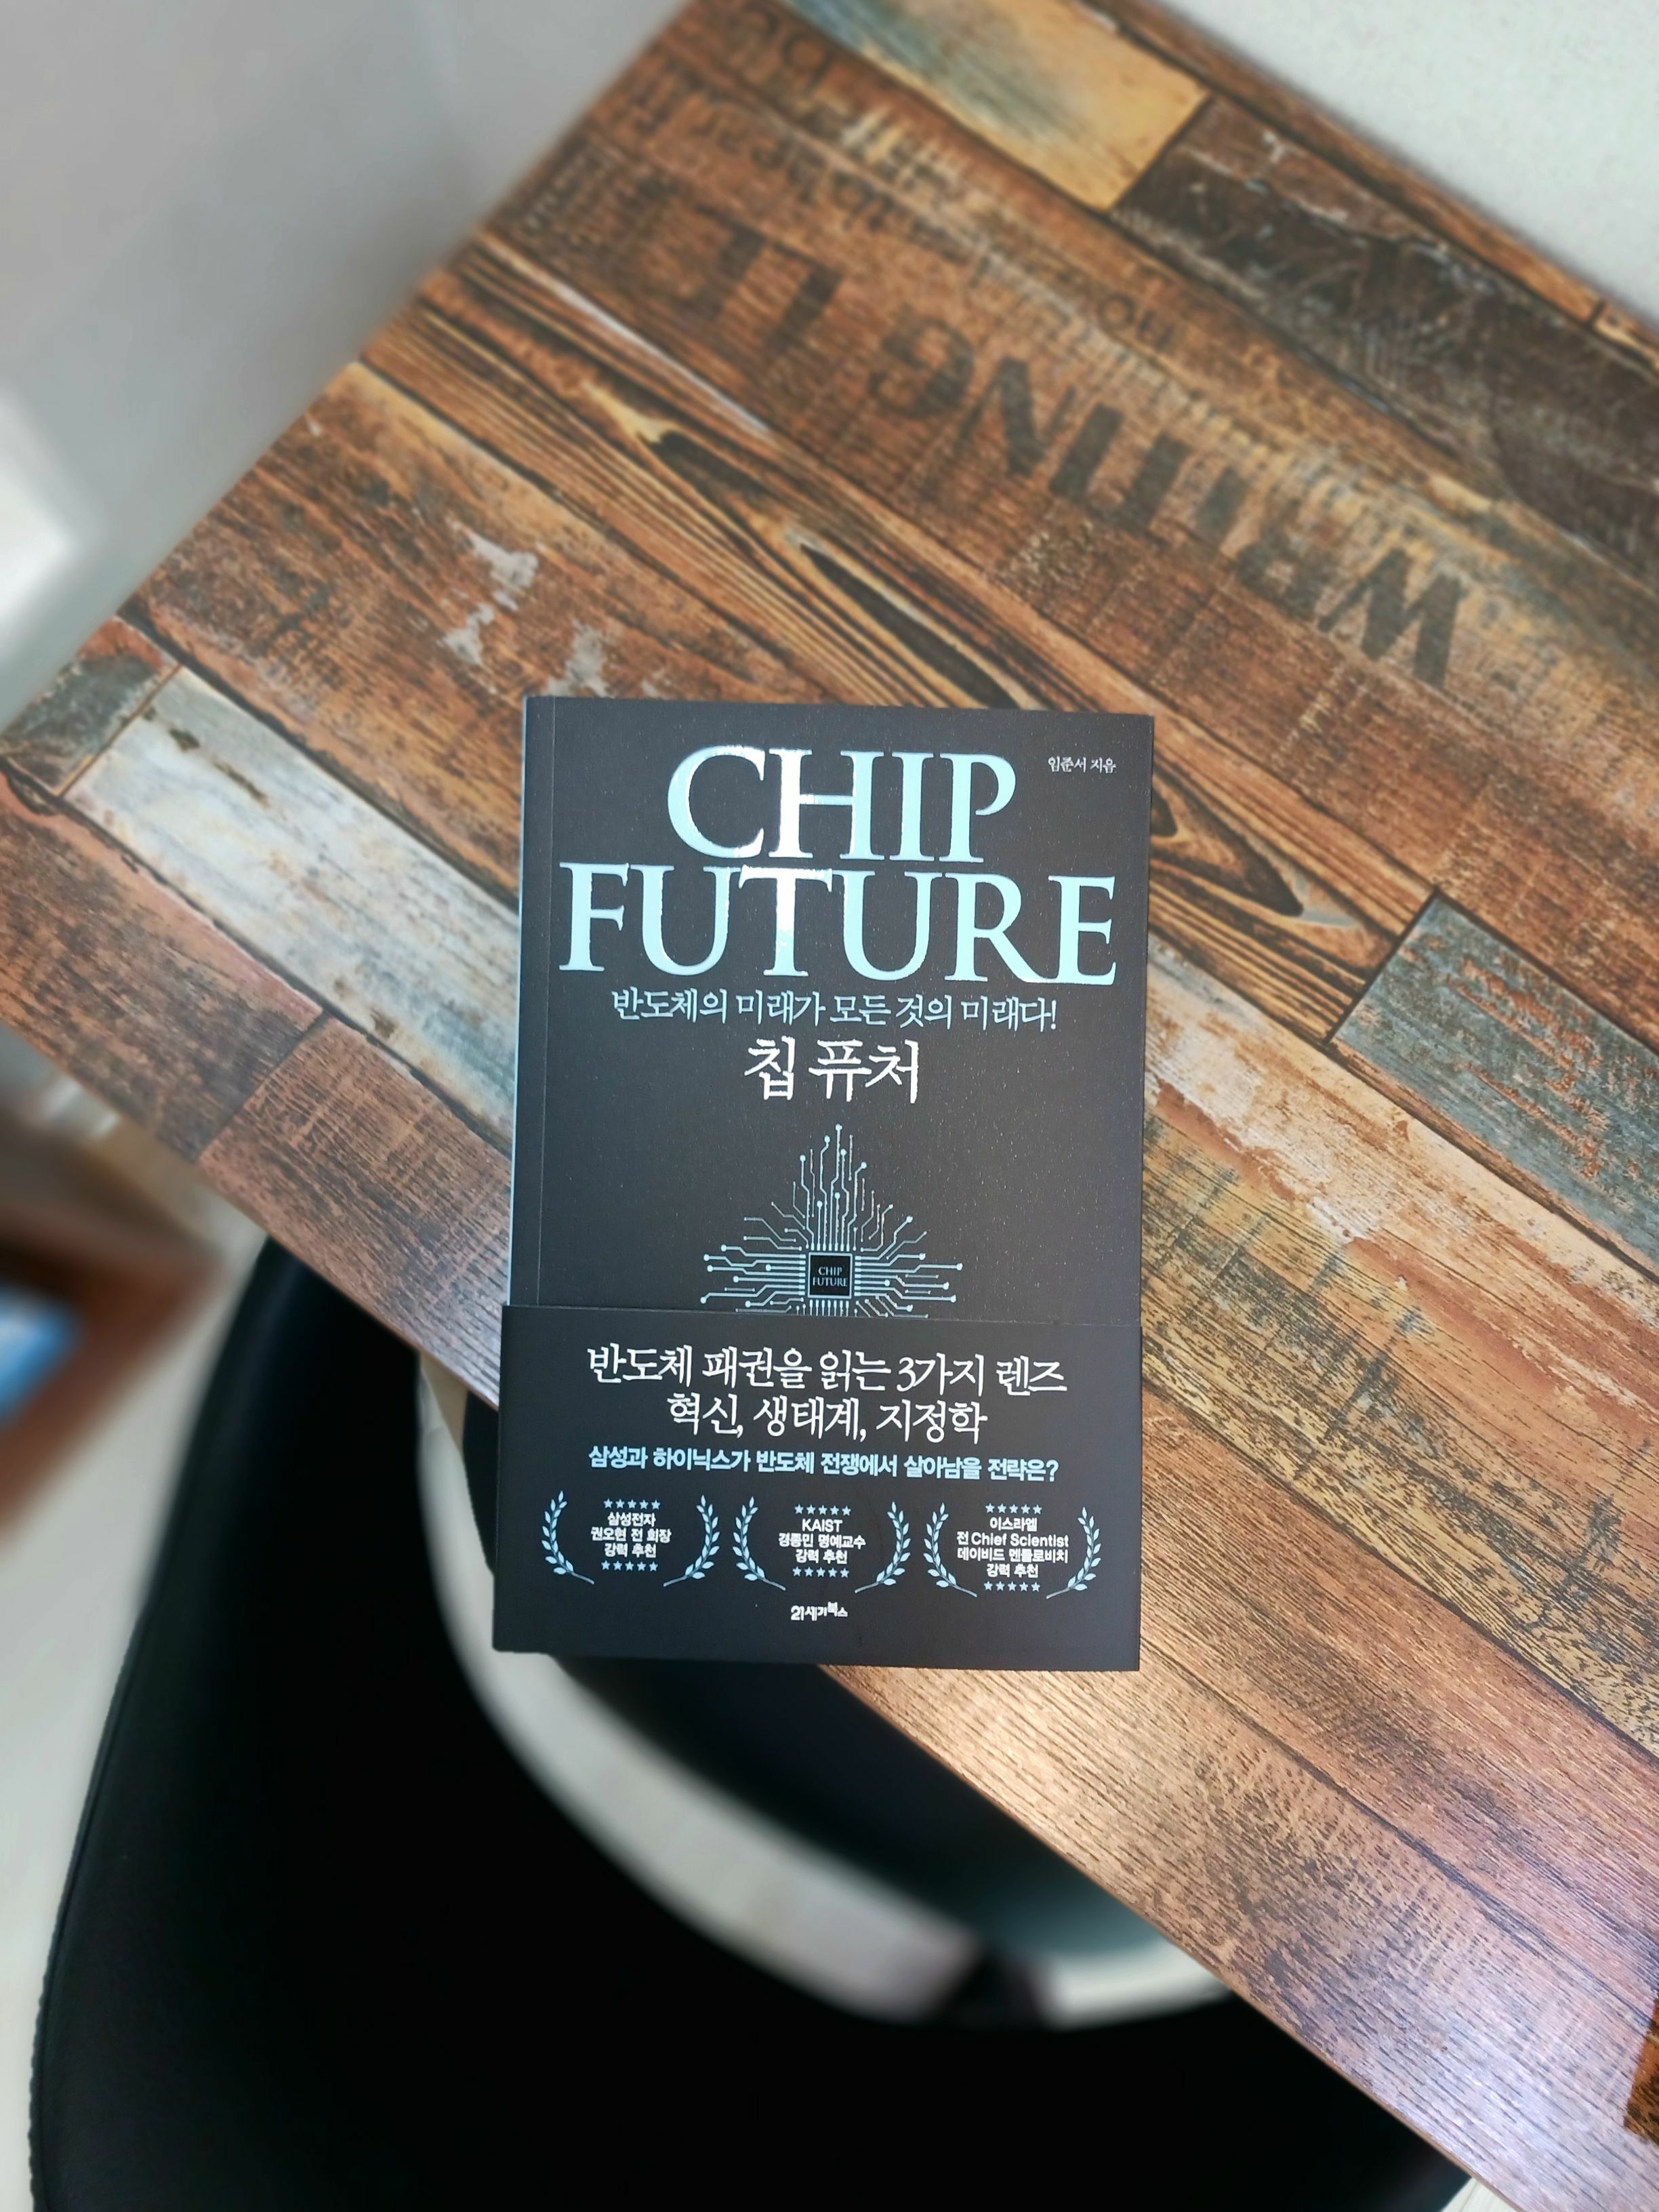 WRITING
CHIP
임준서 지음
FUTURE
반도체의 미래가 모든 것의 미래다!
칩 퓨처
CHIP
FUTURE
반도체 패권을 읽는 3가지 렌즈
혁신, 생태계, 지정학
삼성과 하이닉스가 반도체 전쟁에서 살아남을 전략은?
삼성전자
권오현 전 회장
강력 추천
KAIST
경종민 명예교수
강력 추천
이스라엘
전 Chief Scientist
데이비드 멘들로비치
강력 추천
21세기북스